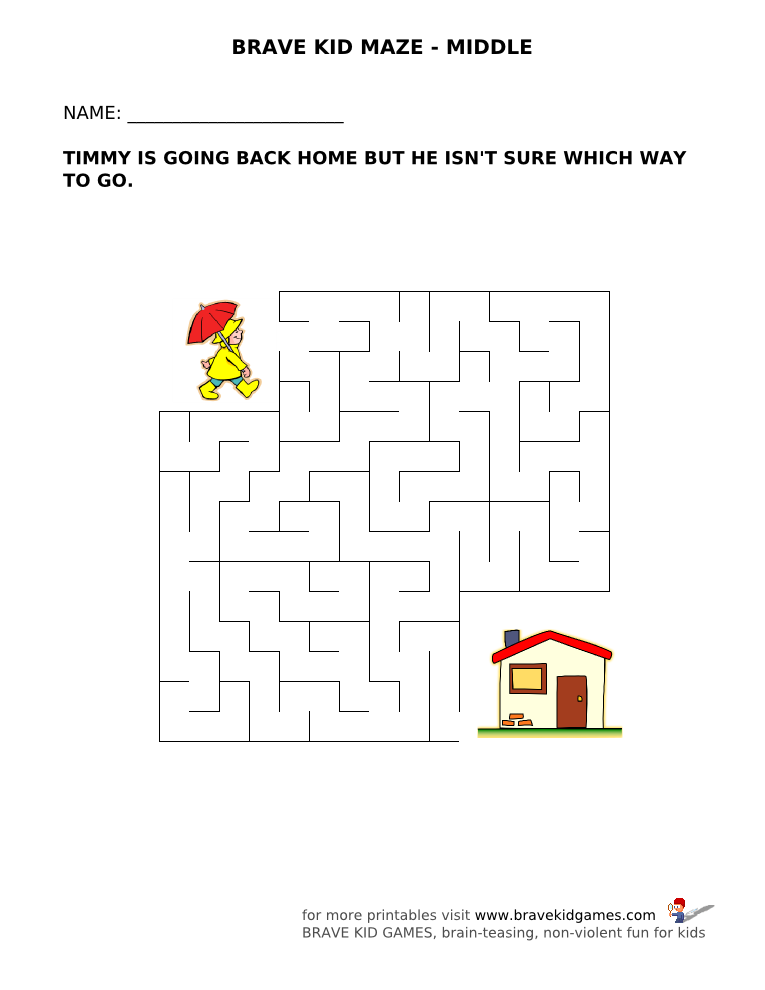 BRAVE KID MAZE - MIDDLE
NAME: ________________________
TIMMY IS GOING BACK HOME BUT HE ISN'T SURE WHICH WAY
TO GO.
for more printables visit www.bravekidgames.com
BRAVE KID GAMES, brain-teasing, non-violent fun for kids